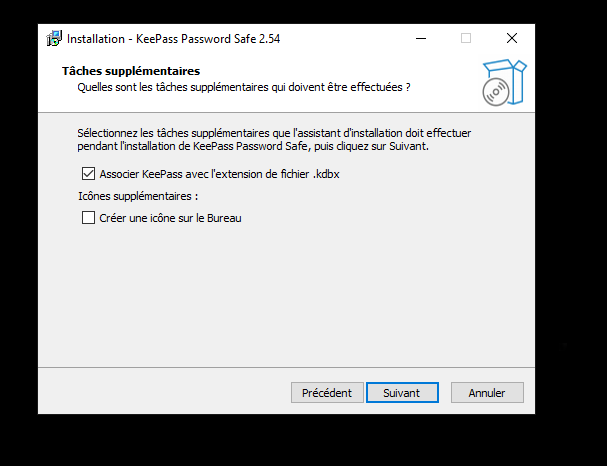 Installation - KeePass Password Safe 2.54
Tâches supplémentaires
Quelles sont les tâches supplémentaires qui doivent être effectuées ?
Sélectionnez les tâches supplémentaires que l'assistant d'installation doit effectuer
pendant l'installation de KeePass Password Safe, puis cliquez sur Suivant.
Associer KeePass avec l'extension de fichier .kdbx
Icônes supplémentaires :
Créer une icône sur le Bureau
Précédent Suivant Annuler